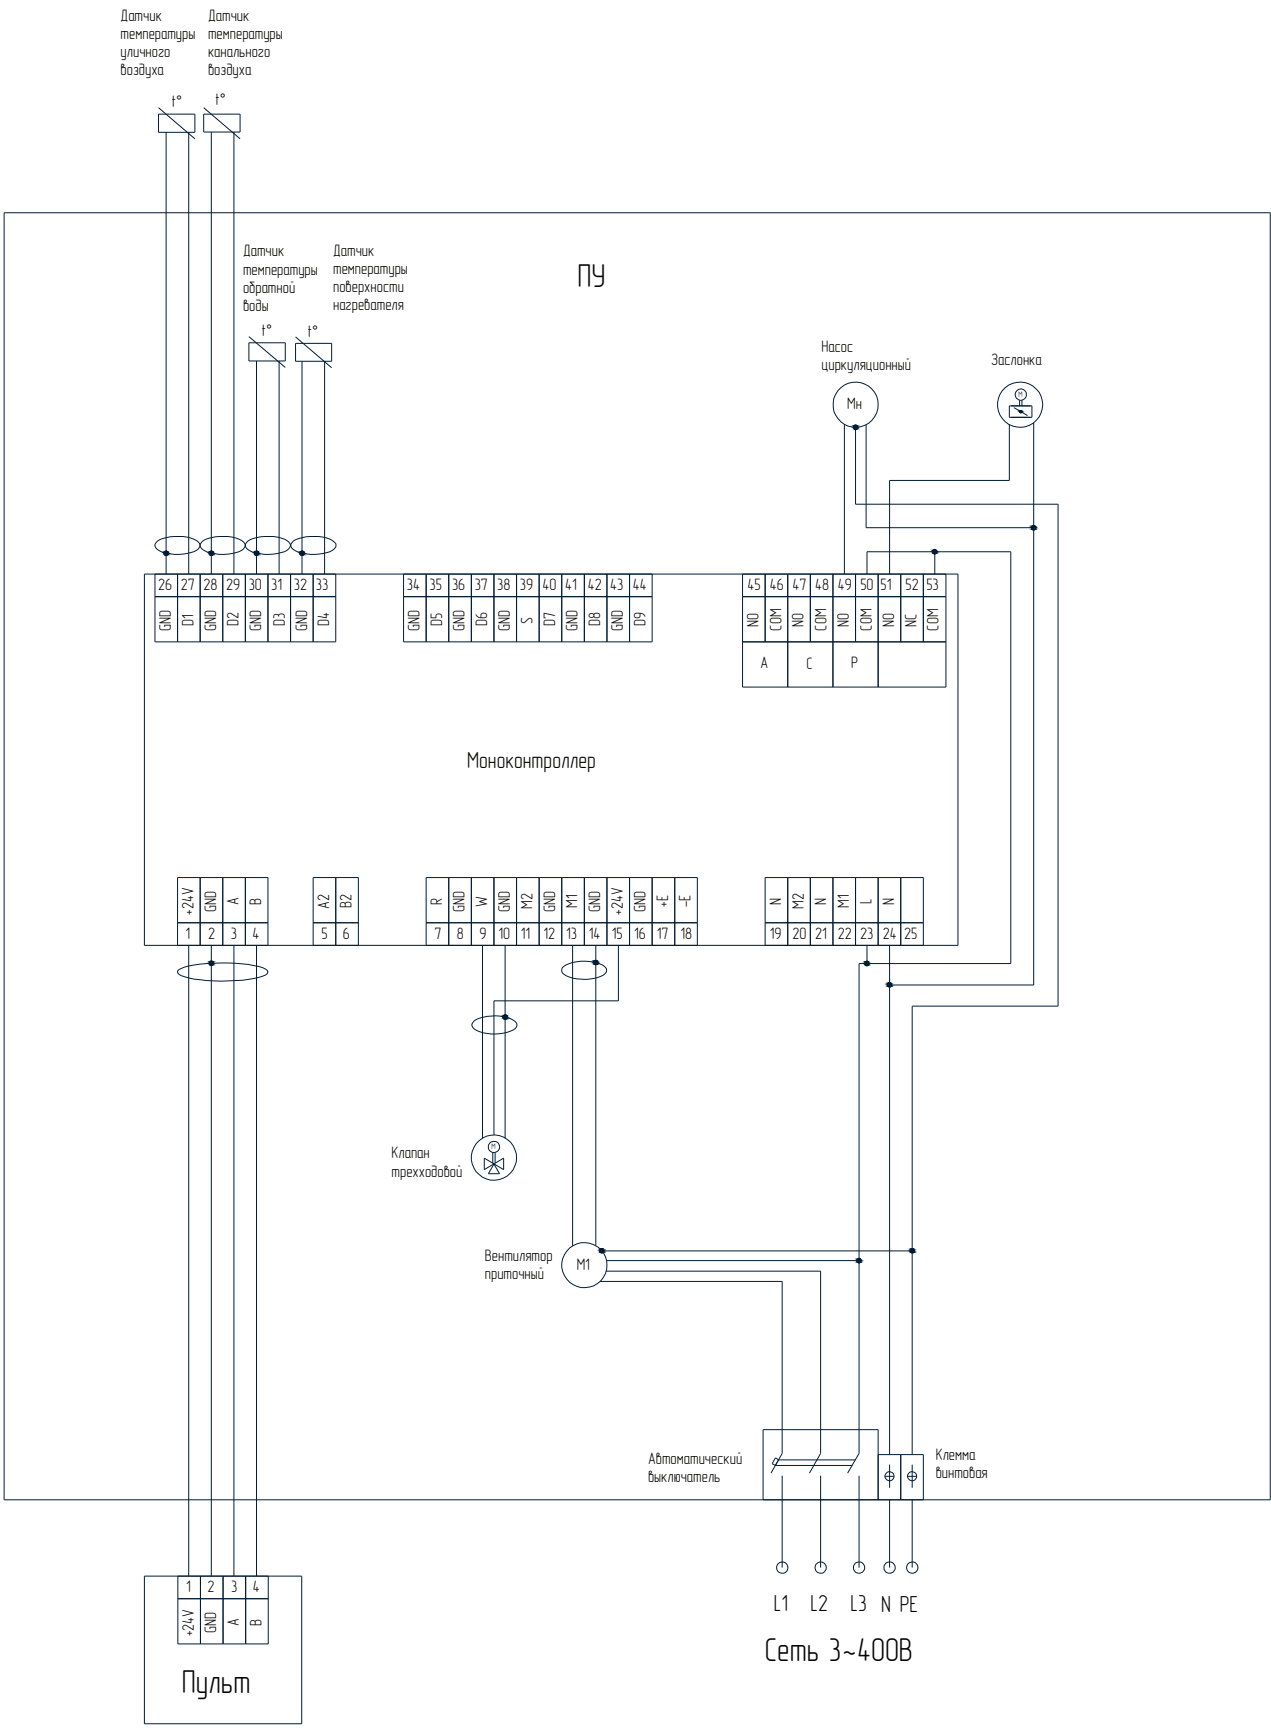 Датчик
температуры
уличного
воздуха
Датчик
температуры
канального
воздуха
t°
t°
ПУ
Датчик
температуры
обратной
воды
Датчик
температуры
поверхности
нагревателя
t°
t°
Насос
циркуляционный
Мн
Заслонка
М
26 27 28 29 30 31 32 33
GND D1 GND D2 GND D3 GND D4
34 35 36 37 38 39 40 41 42 43 44
GND D5 GND D6 GND S D7 GND D8 GND D9
45 46 47 48 49 50 51 52 53
NO COM NO COM NO COM NO NC COM
A C P
Моноконтроллер
+24V GND A B
1 2 3 4
A2 B2
5 6
R GND W GND M2 GND M1 GND +24V GND +E -E
7 8 9 10 11 12 13 14 15 16 17 18
N M2 N M1 L N
19 20 21 22 23 24 25
М
Клапан
трехходовой
Вентилятор
приточный
М1
Автоматический
выключатель
Клемма
винтовая
L1 L2 L3 N PE
Сеть 3~400В
1 2 3 4
+24V GND A B
Пульт